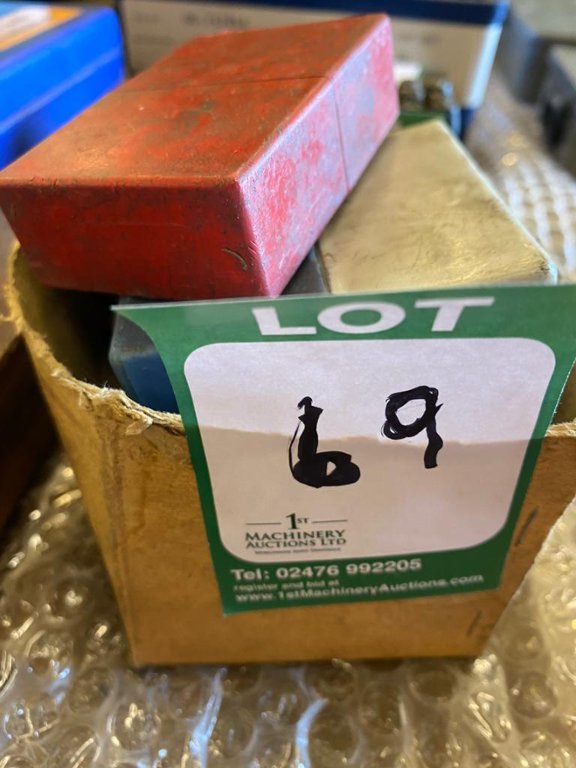 LOT
69
1ST
MACHINERY
AUCTIONS LTD
Tel: 02476 992205
register and bid at
www.1stMachineryAuctions.com